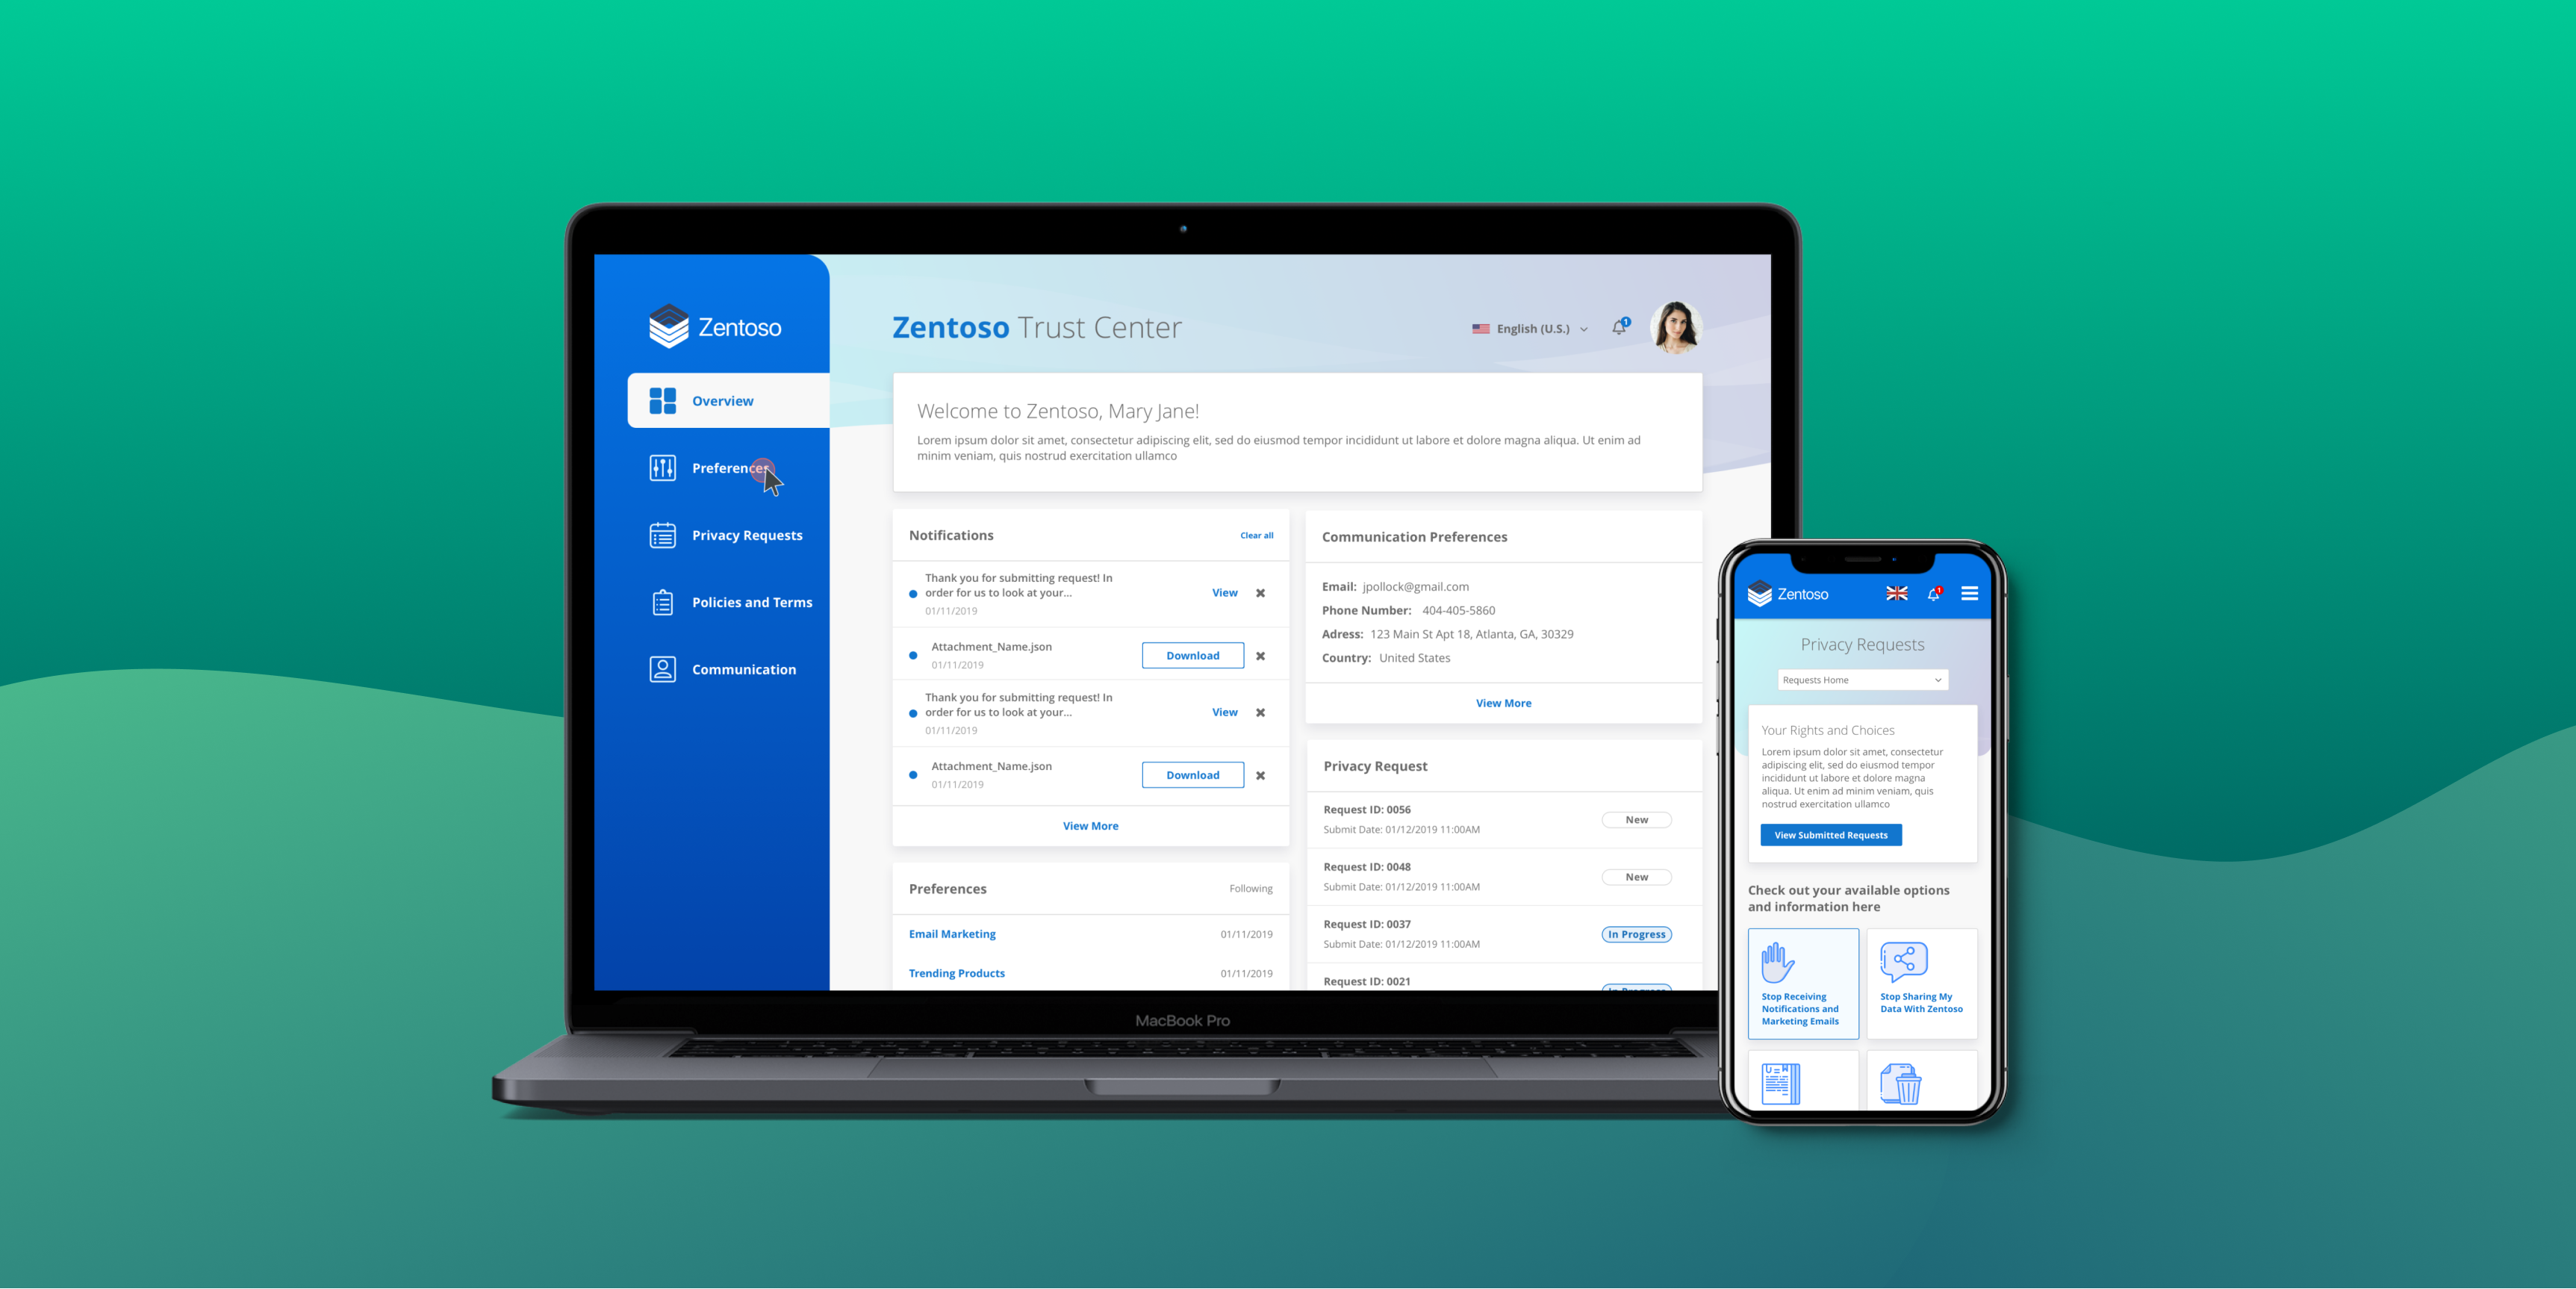 Zentoso
Overview
Preferences
Privacy Requests
Policies and Terms
Communication
Zentoso Trust Center
English (U.S.)
1
Welcome to Zentoso, Mary Jane!
Lorem ipsum dolor sit amet, consectetur adipiscing elit, sed do eiusmod tempor incididunt ut labore et dolore magna aliqua. Ut enim ad
minim veniam, quis nostrud exercitation ullamco
Notifications
Clear all
Thank you for submitting request! In
order for us to look at your...
View
01/11/2019
Attachment_Name.json
Download
01/11/2019
Thank you for submitting request! In
order for us to look at your...
View
01/11/2019
Attachment_Name.json
Download
01/11/2019
View More
Preferences
Following
Email Marketing
01/11/2019
Trending Products
01/11/2019
Communication Preferences
Email: jpollock@gmail.com
Phone Number: 404-405-5860
Adress: 123 Main St Apt 18, Atlanta, GA, 30329
Country: United States
View More
Privacy Request
Request ID: 0056
Submit Date: 01/12/2019 11:00AM
New
Request ID: 0048
Submit Date: 01/12/2019 11:00AM
New
Request ID: 0037
Submit Date: 01/12/2019 11:00AM
In Progress
Request ID: 0021
In Progress
MacBook Pro
Zentoso
1
Privacy Requests
Requests Home
Your Rights and Choices
Lorem ipsum dolor sit amet, consectetur
adipiscing elit, sed do eiusmod tempor
incididunt ut labore et dolore magna
aliqua. Ut enim ad minim veniam, quis
nostrud exercitation ullamco
View Submitted Requests
Check out your available options
and information here
Stop Receiving
Notifications and
Marketing Emails
Stop Sharing My
Data With Zentoso